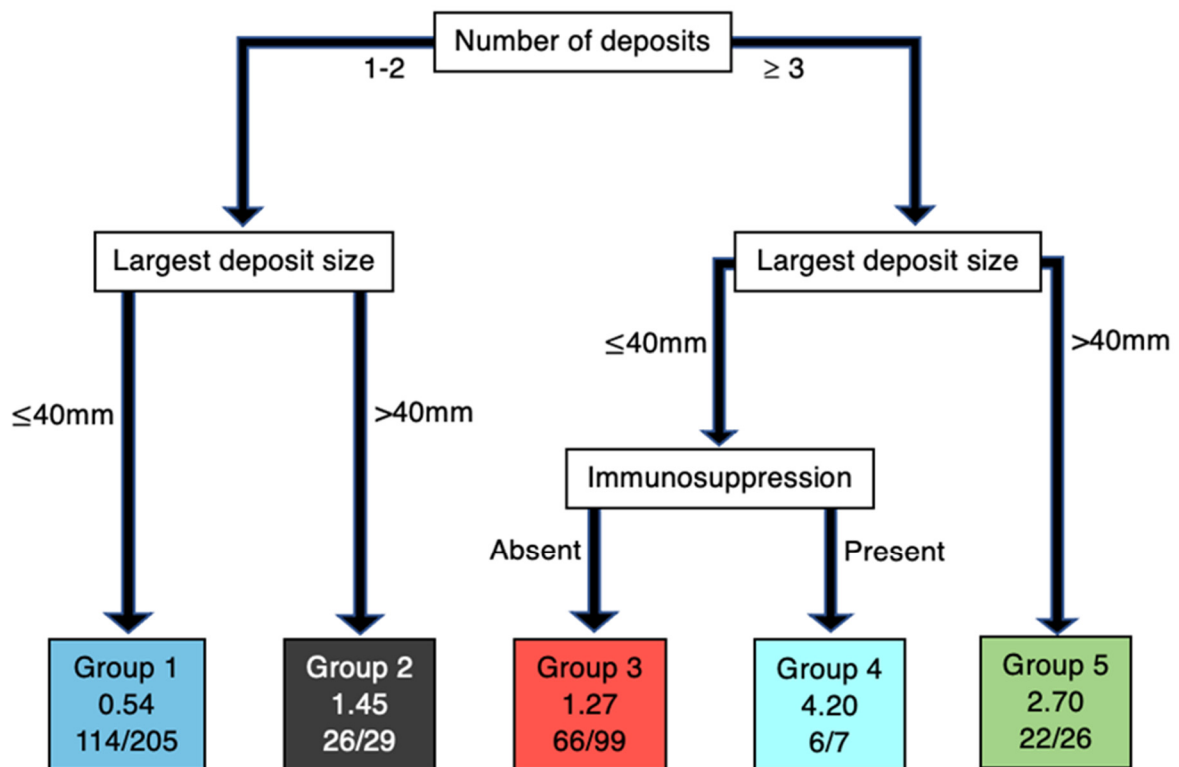 Number of deposits
1-2
≥ 3
Largest deposit size
Largest deposit size
≤40mm
>40mm
≤40mm
>40mm
Immunosuppression
Absent
Present
Group 1
0.54
114/205
Group 2
1.45
26/29
Group 3
1.27
66/99
Group 4
4.20
6/7
Group 5
2.70
22/26